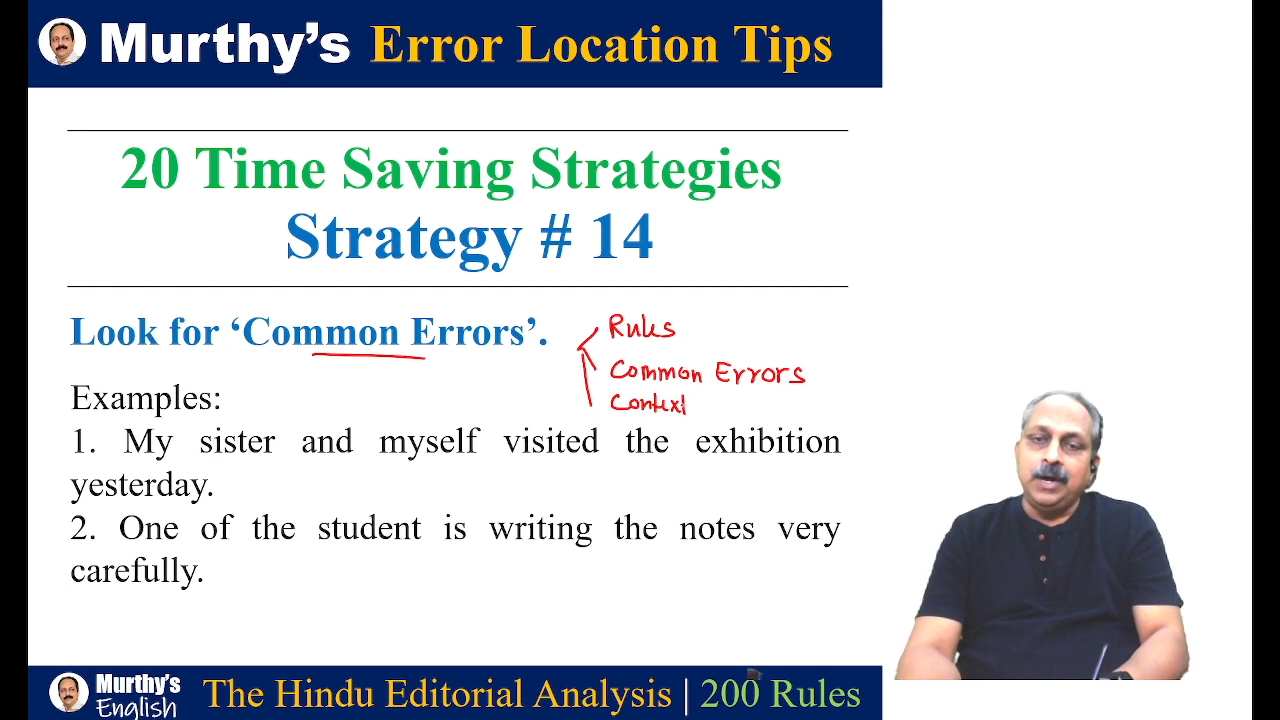 Murthy's Error Location Tips
20 Time Saving Strategies
Strategy # 14
Look for ‘Common Errors’.
Rules
Common Errors
Context
Examples:
1. My sister and myself visited the exhibition
yesterday.
2. One of the student is writing the notes very
carefully.
Murthy's
English
The Hindu Editorial Analysis | 200 Rules